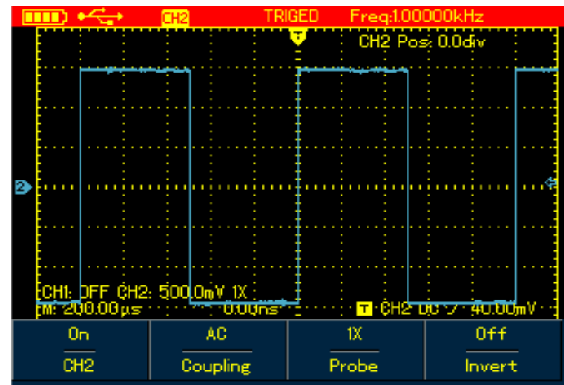 CH2 TRIGED Freq:1.00000kHz
T
CH2 Pos: 0.0div
2
CH1: OFF CH2: 500.0mV 1X
M: 200.00μs 0.00ns T CH2 DC 40.00mV
On AC 1X Off
CH2 Coupling Probe Invert